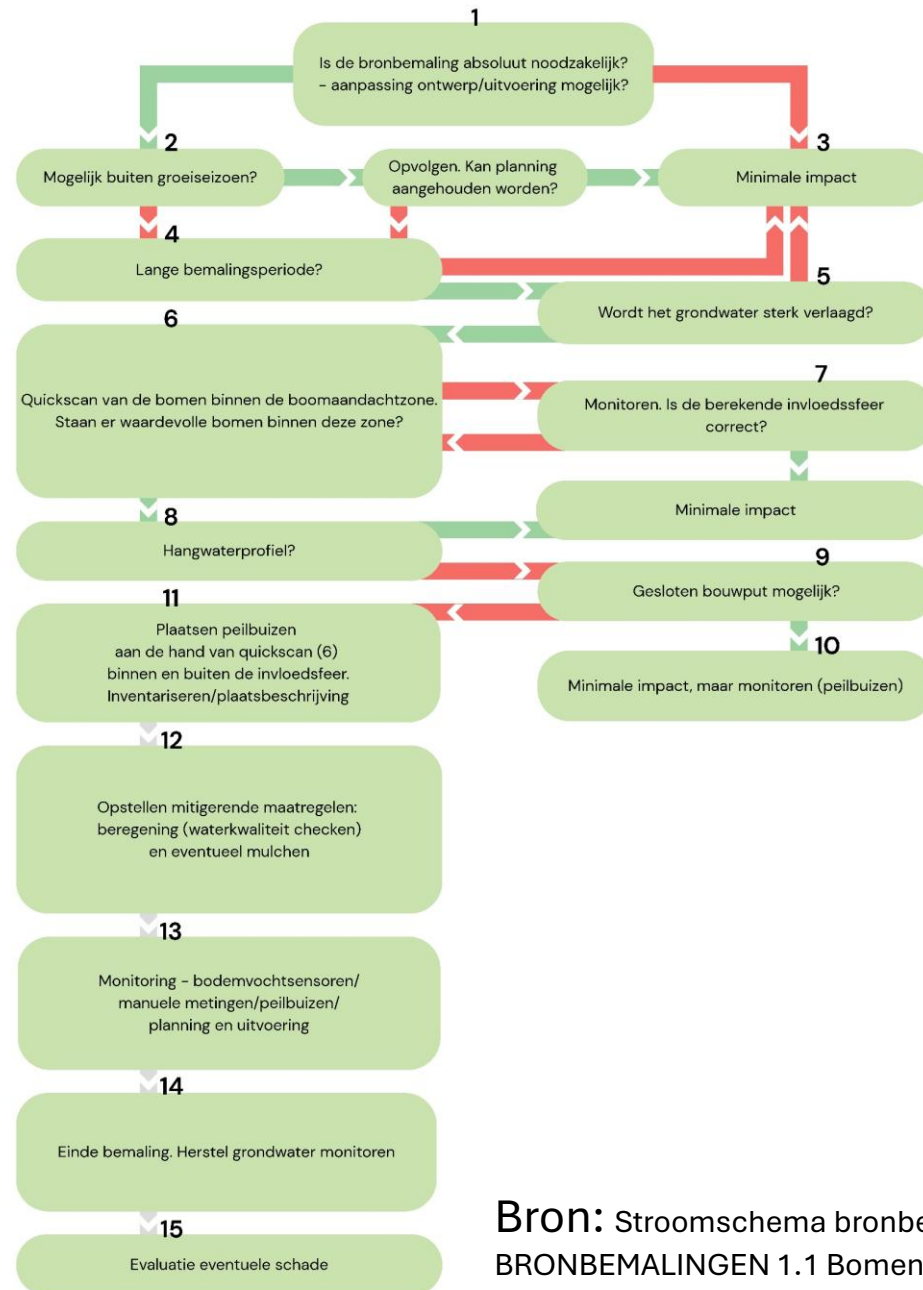 1
Is de bronbemaling absoluut noodzakelijk?
- aanpassing ontwerp/uitvoering mogelijk?
2
Mogelijk buiten groeiseizoen?
Opvolgen. Kan planning
aangehouden worden?
3
Minimale impact
4
Lange bemalingsperiode?
5
Wordt het grondwater sterk verlaagd?
6
Quickscan van de bomen binnen de boomaandachtzone.
Staan er waardevolle bomen binnen deze zone?
7
Monitoren. Is de berekende invloedssfeer
correct?
Minimale impact
8
Hangwaterprofiel?
9
Gesloten bouwput mogelijk?
10
Minimale impact, maar monitoren (peilbuizen)
11
Plaatsen peilbuizen
aan de hand van quickscan (6)
binnen en buiten de invloedsfeer.
Inventariseren/plaatsbeschrijving
12
Opstellen mitigerende maatregelen:
beregening (waterkwaliteit checken)
en eventueel mulchen
13
Monitoring - bodemvochtsensoren/
manuele metingen/peilbuizen/
planning en uitvoering
14
Einde bemaling. Herstel grondwater monitoren
15
Evaluatie eventuele schade
Bron: Stroomschema
BRONBEMALINGEN 1.1 Bomen